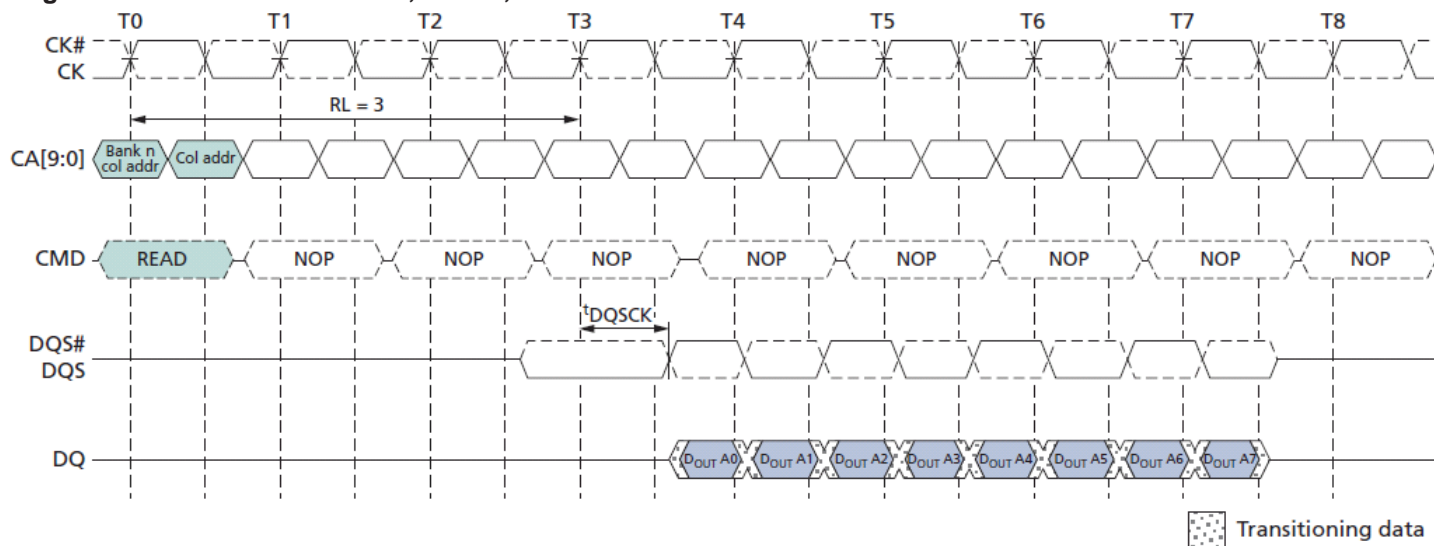 T0 T1 T2 T3 T4 T5 T6 T7 T8
CK#
CK
RL = 3
CA[9:0] Bank n col addr Col addr
CMD READ NOP NOP NOP NOP NOP NOP NOP NOP
tDQSCK
DQS#
DQS
DQ DOUT A0 DOUT A1 DOUT A2 DOUT A3 DOUT A4 DOUT A5 DOUT A6 DOUT A7
Transitioning data